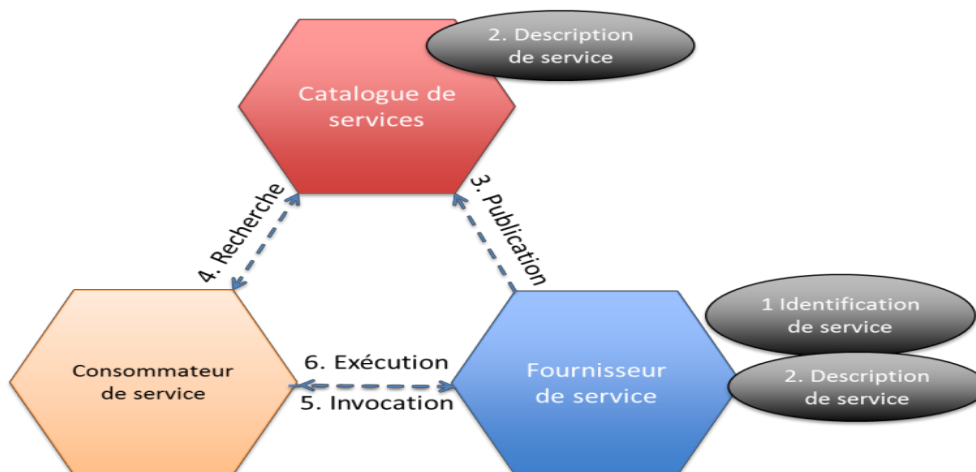 2. Description
de service
Catalogue de
services
4. Recherche
3. Publication
1 Identification
de service
2. Description
de service
Consommateur
de service
6. Exécution
5. Invocation
Fournisseur
de service